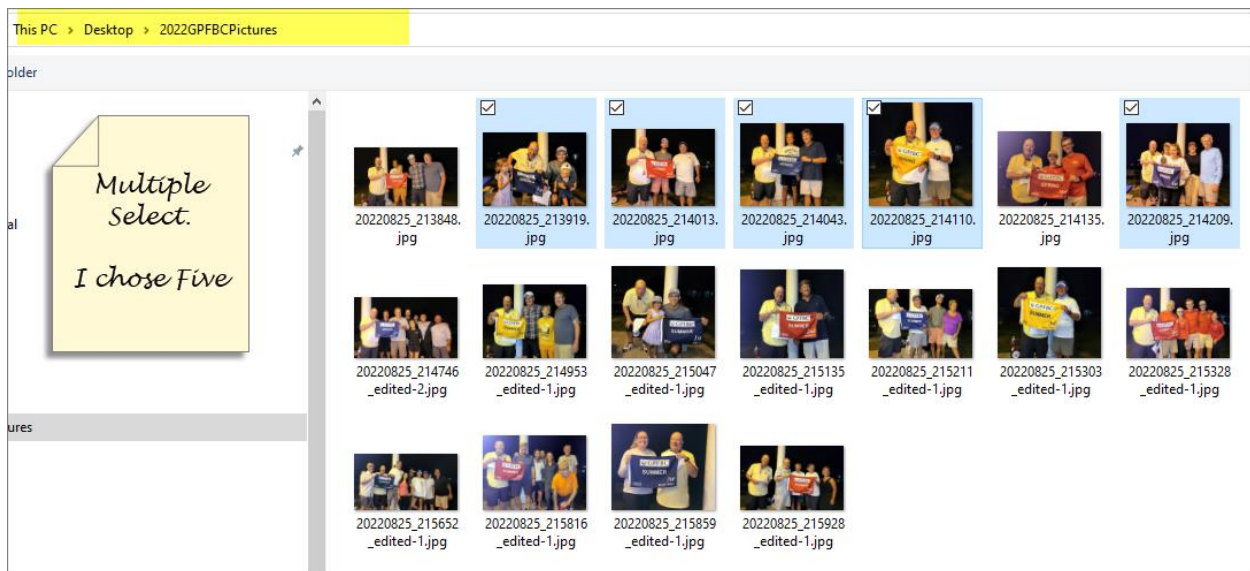 This PC > Desktop > 2022GPFBCPictures
older
Multiple
Select.
I chose Five
al
ures
20220825_213848.
jpg
20220825_213919.
jpg
20220825_214013.
jpg
20220825_214043.
jpg
20220825_214110.
jpg
20220825_214135.
jpg
20220825_214209.
jpg
20220825_214746
_edited-2.jpg
20220825_214953
_edited-1.jpg
20220825_215047
_edited-1.jpg
20220825_215135
_edited-1.jpg
20220825_215211
_edited-1.jpg
20220825_215303
_edited-1.jpg
20220825_215328
_edited-1.jpg
20220825_215652
_edited-1.jpg
20220825_215816
_edited-1.jpg
20220825_215859
_edited-1.jpg
20220825_215928
_edited-1.jpg